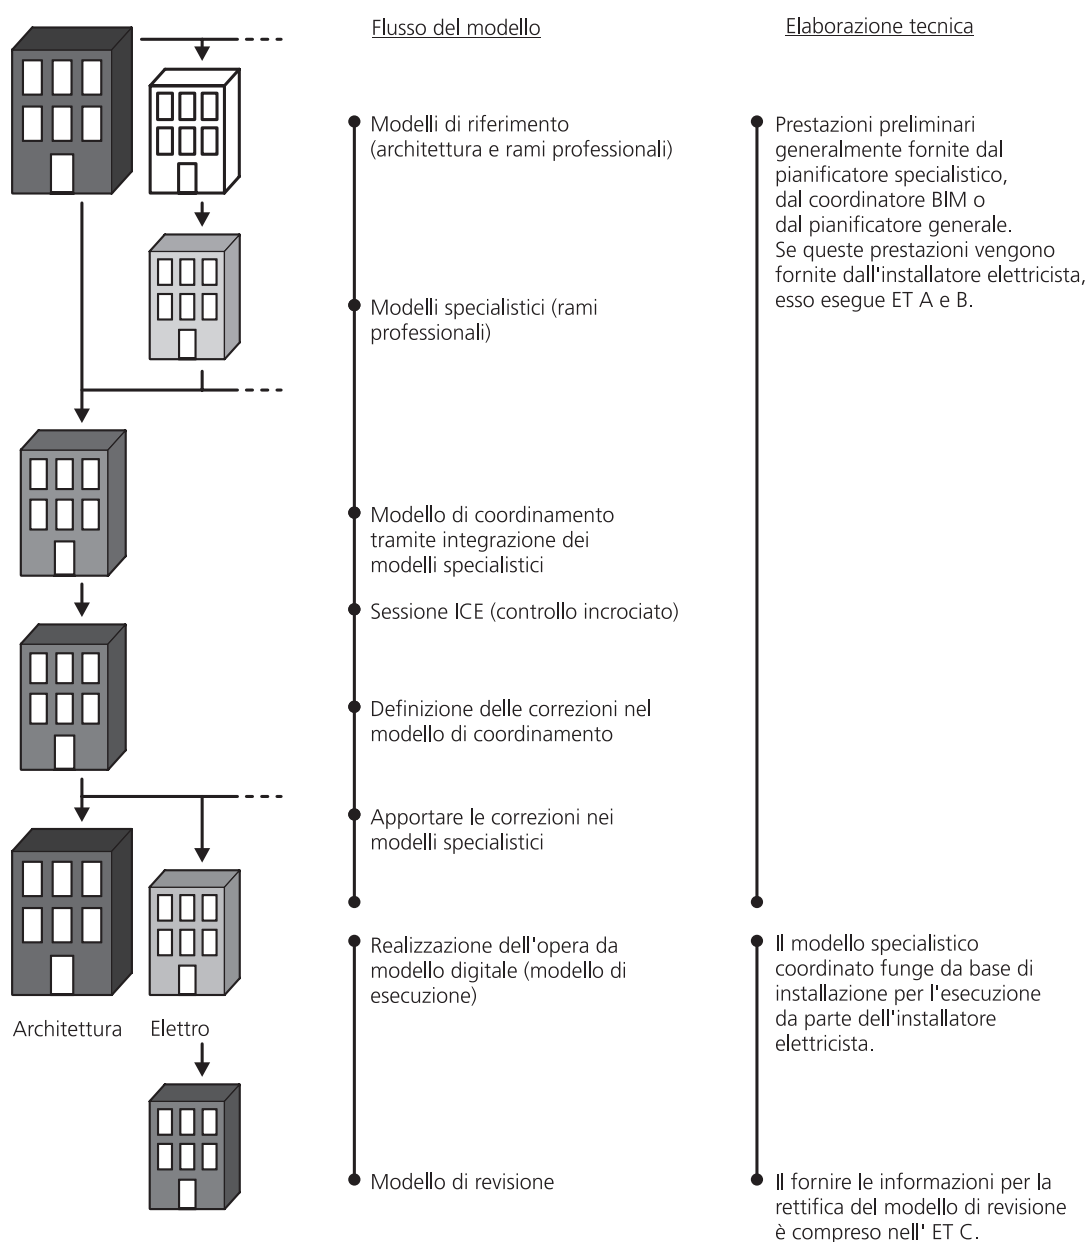 Flusso del modello
Elaborazione tecnica
Modelli di riferimento
(architettura e rami professionali)
Modelli specialistici (rami
professionali)
Modello di coordinamento
tramite integrazione dei
modelli specialistici
Sessione ICE (controllo incrociato)
Definizione delle correzioni nel
modello di coordinamento
Apportare le correzioni nei
modelli specialistici
Prestazioni preliminari
generalmente fornite dal
pianificatore specialistico,
dal coordinatore BIM o
dal pianificatore generale.
Se queste prestazioni vengono
fornite dall'installatore elettricista,
esso esegue ET A e B.
Realizzazione dell'opera da
modello digitale (modello di
esecuzione)
Il modello specialistico
coordinato funge da base di
installazione per l'esecuzione
da parte dell'installatore
elettricista.
Architettura
Elettro
Modello di revisione
Il fornire le informazioni per la
rettifica del modello di revisione
è compreso nell' ET C.